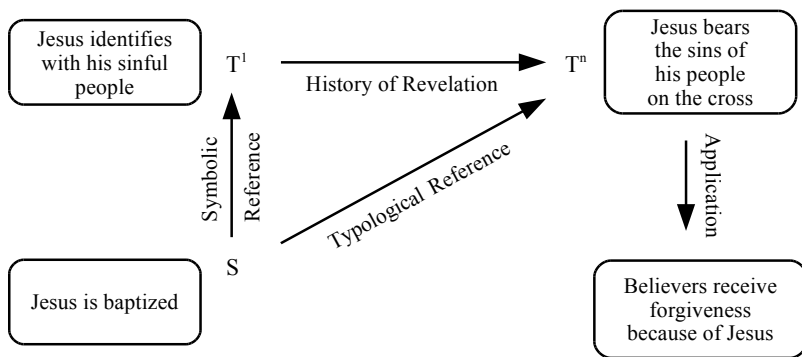 Jesus identifies
with his sinful
people
T¹
History of Revelation
Tⁿ
Jesus bears
the sins of
his people
on the cross
Symbolic
Reference
Typological Reference
Application
S
Jesus is baptized
Believers receive
forgiveness
because of Jesus